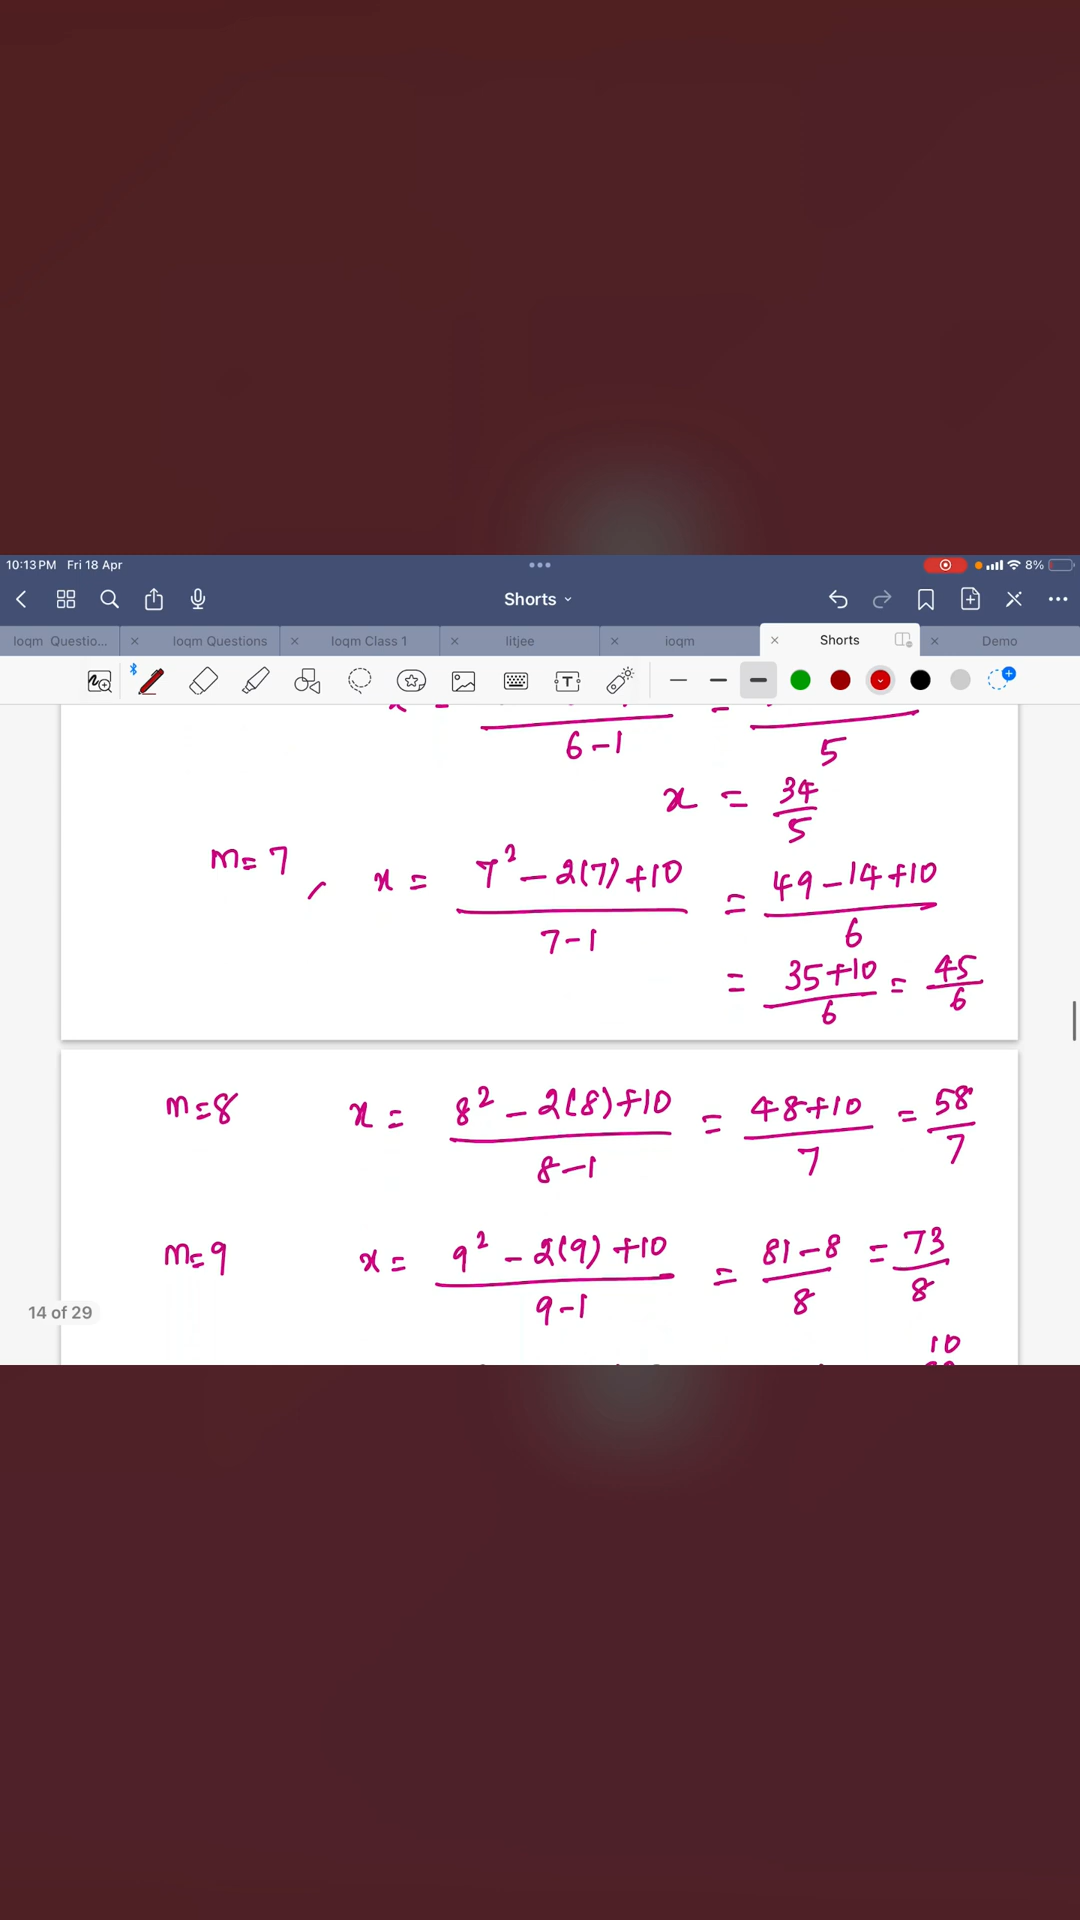 10:13 PM Fri 18 Apr
8%
Shorts
Ioqm Questio... × Ioqm Questions × Ioqm Class 1 × litjee × ioqm × Shorts × Demo
6-1 5
x = 34/5
m=7, x = (7² - 2(7) + 10)/(7-1) = (49-14+10)/6
= (35+10)/6 = 45/6
m=8 x = (8² - 2(8) + 10)/(8-1) = (48+10)/7 = 58/7
m=9 x = (9² - 2(9) + 10)/(9-1) = (81-8)/8 = 73/8
14 of 29
10